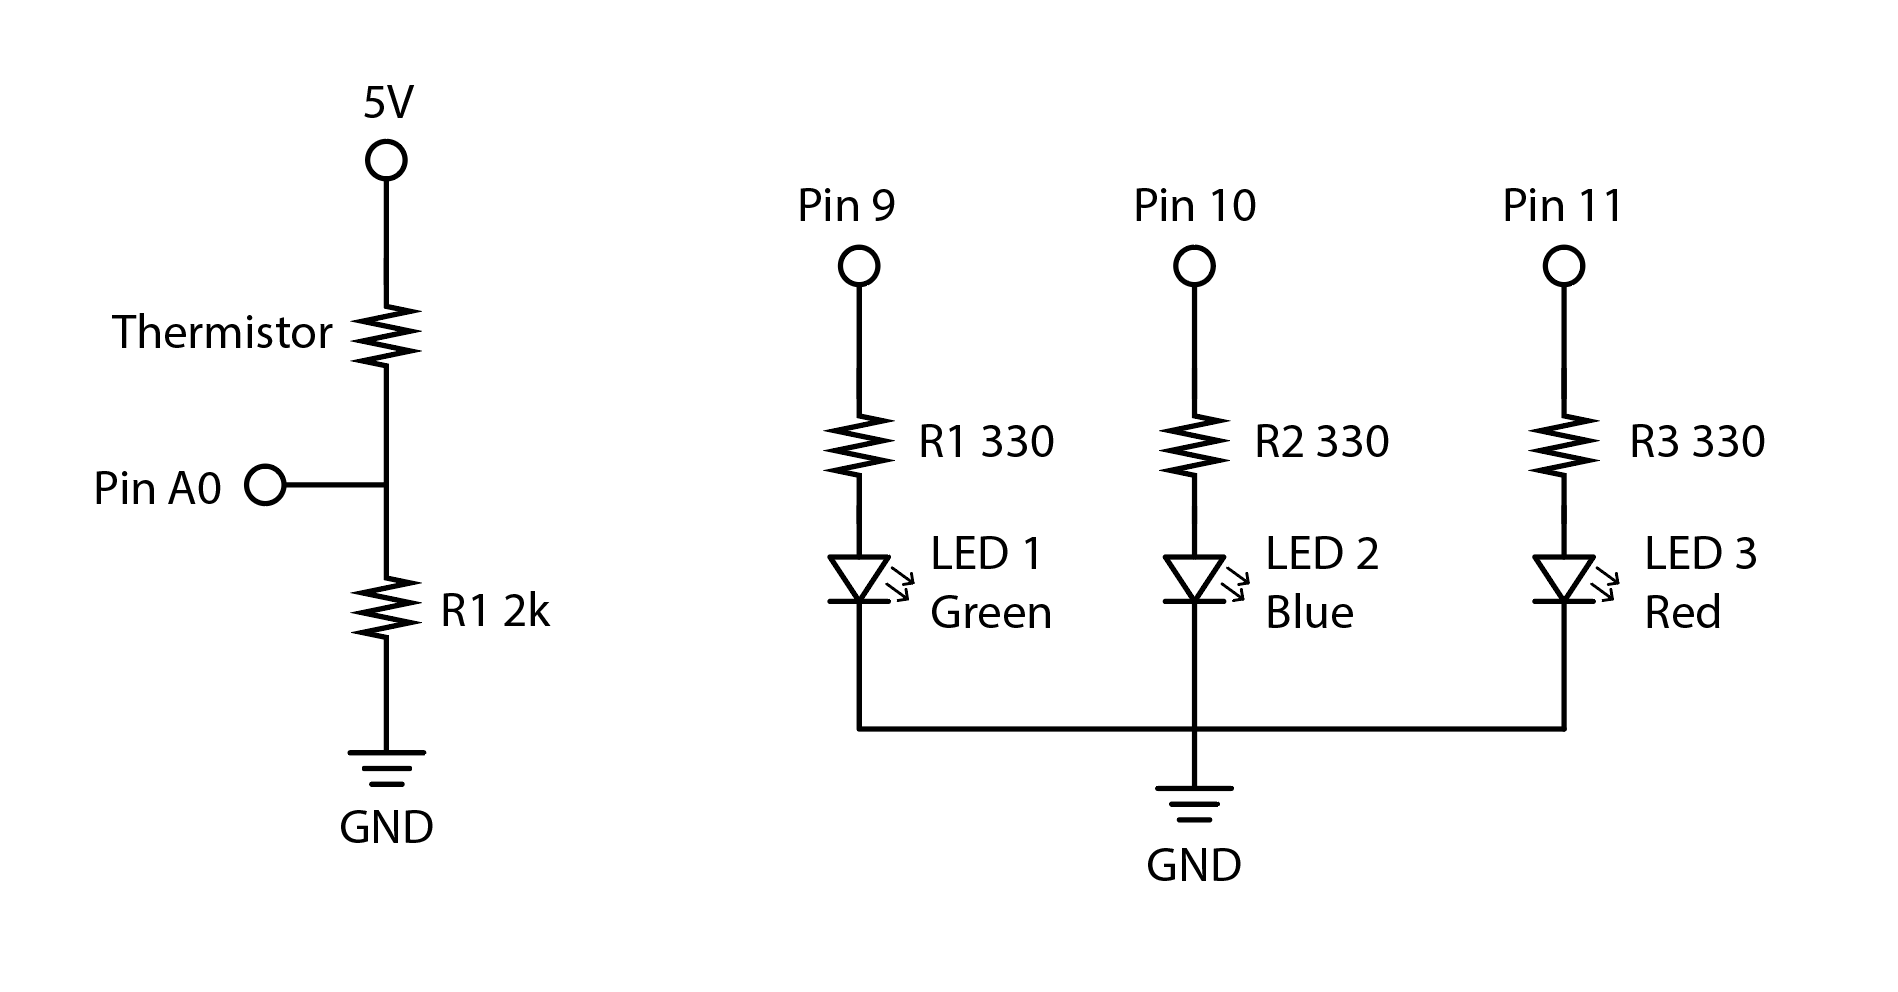 5V
Thermistor
Pin A0
R1 2k
GND
Pin 9
Pin 10
Pin 11
R1 330
R2 330
R3 330
LED 1
Green
LED 2
Blue
LED 3
Red
GND